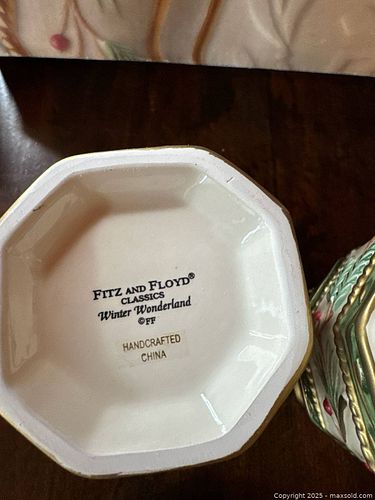 FITZ AND FLOYD®
CLASSICS
Winter Wonderland
©FF
HANDCRAFTED
CHINA
Copyright 2025 - maxsold.com